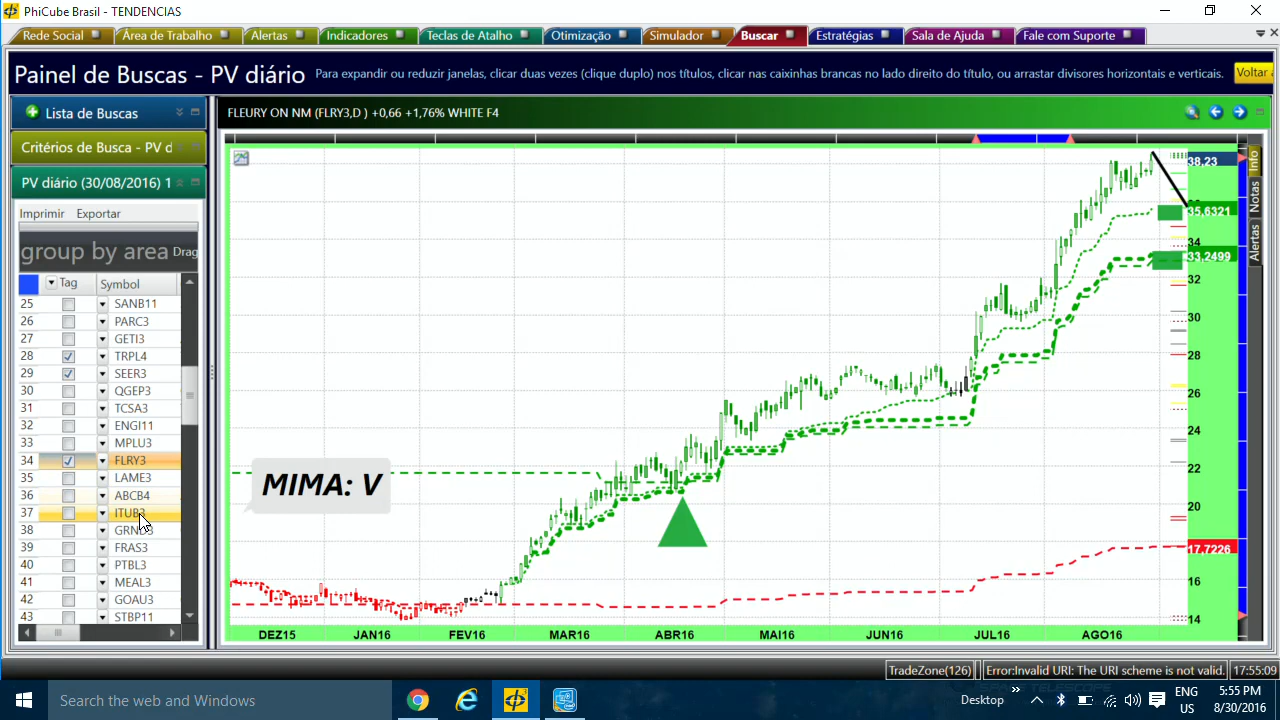 PhiCube Brasil - TENDENCIAS
Rede Social
Área de Trabalho
Alertas
Indicadores
Teclas de Atalho
Otimização
Simulador
Buscar
Estratégias
Sala de Ajuda
Fale com Suporte
Painel de Buscas - PV diário
Para expandir ou reduzir janelas, clicar duas vezes (clique duplo) nos títulos, clicar nas caixinhas brancas no lado direito do título, ou arrastar divisores horizontais e verticais.
Voltar
Lista de Buscas
Critérios de Busca - PV d
PV diário (30/08/2016) 1
Imprimir Exportar
group by area Drag
Tag Symbol
25 SANB11
26 PARC3
27 GETI3
28 TRPL4
29 SEER3
30 QGEP3
31 TCSA3
32 ENGI11
33 MPLU3
34 FLRY3
35 LAME3
36 ABCB4
37 ITUB3
38 GRND3
39 FRAS3
40 PTBL3
41 MEAL3
42 GOAU3
43 STBP11
FLEURY ON NM (FLRY3,D ) +0,66 +1,76% WHITE F4
MIMA: V
38.23
35.6321
34
33.2499
32
30
28
26
24
22
20
17.7226
16
14
DEZ15 JAN16 FEV16 MAR16 ABR16 MAI16 JUN16 JUL16 AGO16
Info
Notas
Alertas
TradeZone(126) Error:Invalid URI: The URI scheme is not valid. 17:55:09
Search the web and Windows
Desktop
ENG
US
5:55 PM
8/30/2016